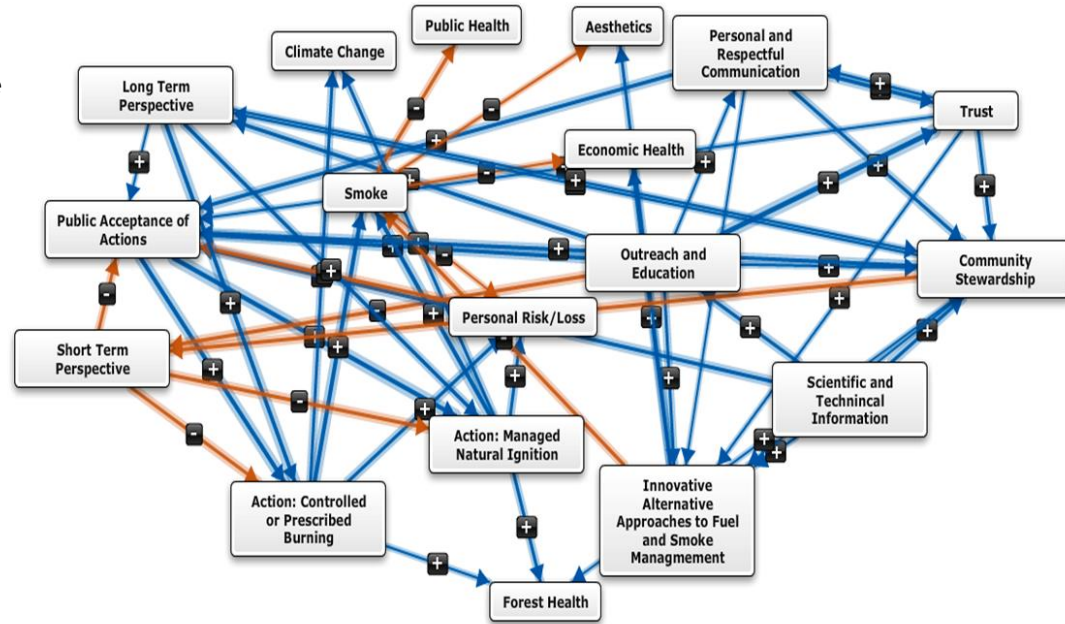 Public Health
Aesthetics
Climate Change
Personal and
Respectful
Communication
Long Term
Perspective
Trust
Economic Health
Smoke
Public Acceptance of
Actions
Outreach and
Education
Community
Stewardship
Personal Risk/Loss
Short Term
Perspective
Scientific and
Technincal
Information
Action: Managed
Natural Ignition
Innovative
Alternative
Approaches to Fuel
and Smoke
Managmement
Action: Controlled
or Prescribed
Burning
Forest Health